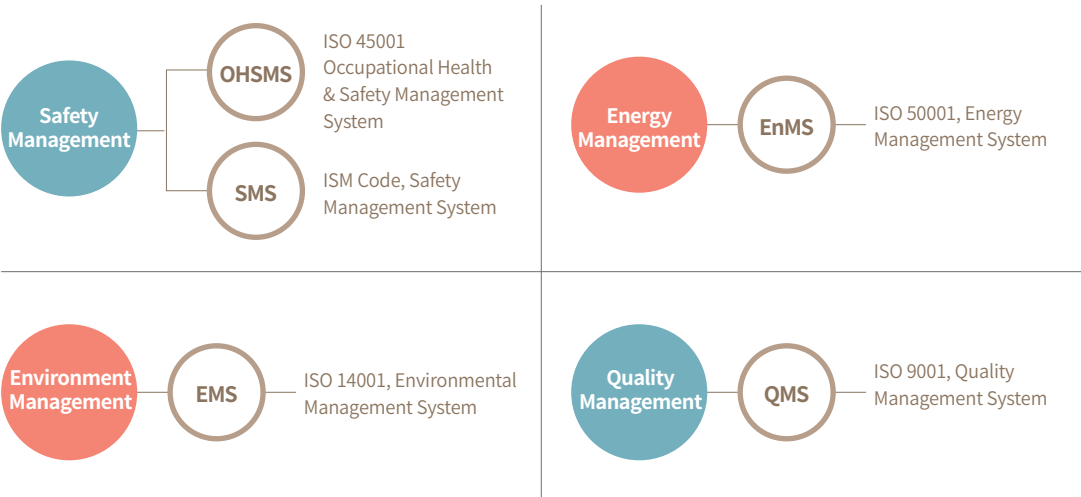 Safety
Management
OHSMS
ISO 45001
Occupational Health
& Safety Management
System
SMS
ISM Code, Safety
Management System
Energy
Management
EnMS
ISO 50001, Energy
Management System
Environment
Management
EMS
ISO 14001, Environmental
Management System
Quality
Management
QMS
ISO 9001, Quality
Management System